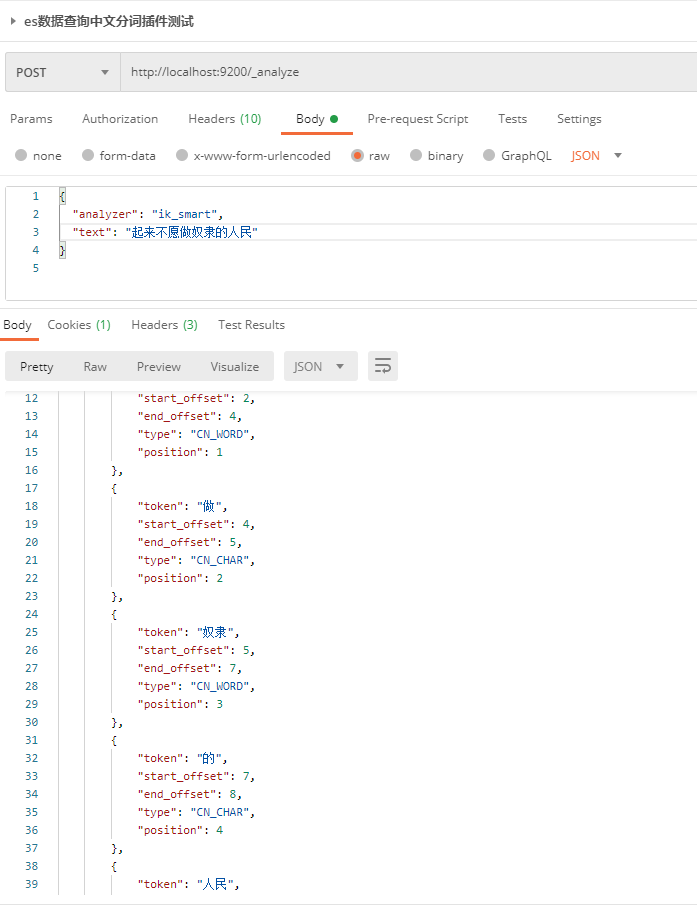 es数据查询中文分词插件测试
POST http://localhost:9200/_analyze
Params Authorization Headers (10) Body Pre-request Script Tests Settings
none form-data x-www-form-urlencoded raw binary GraphQL JSON
1 {
2 "analyzer": "ik_smart",
3 "text": "起来不愿做奴隶的人民"
4 }
5
Body Cookies (1) Headers (3) Test Results
Pretty Raw Preview Visualize JSON
12 "start_offset": 2,
13 "end_offset": 4,
14 "type": "CN_WORD",
15 "position": 1
16 },
17 {
18 "token": "做",
19 "start_offset": 4,
20 "end_offset": 5,
21 "type": "CN_CHAR",
22 "position": 2
23 },
24 {
25 "token": "奴隶",
26 "start_offset": 5,
27 "end_offset": 7,
28 "type": "CN_WORD",
29 "position": 3
30 },
31 {
32 "token": "的",
33 "start_offset": 7,
34 "end_offset": 8,
35 "type": "CN_CHAR",
36 "position": 4
37 },
38 {
39 "token": "人民",